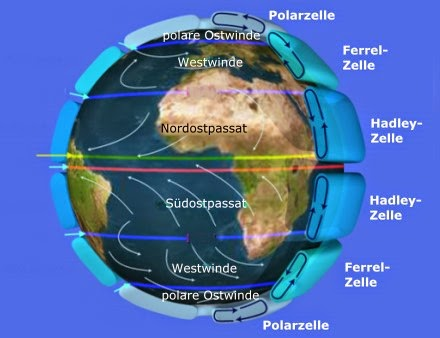 Polarzelle
polare Ostwinde
Westwinde
Ferrel-
Zelle
Nordostpassat
Hadley-
Zelle
Südostpassat
Hadley-
Zelle
Westwinde
Ferrel-
Zelle
polare Ostwinde
Polarzelle